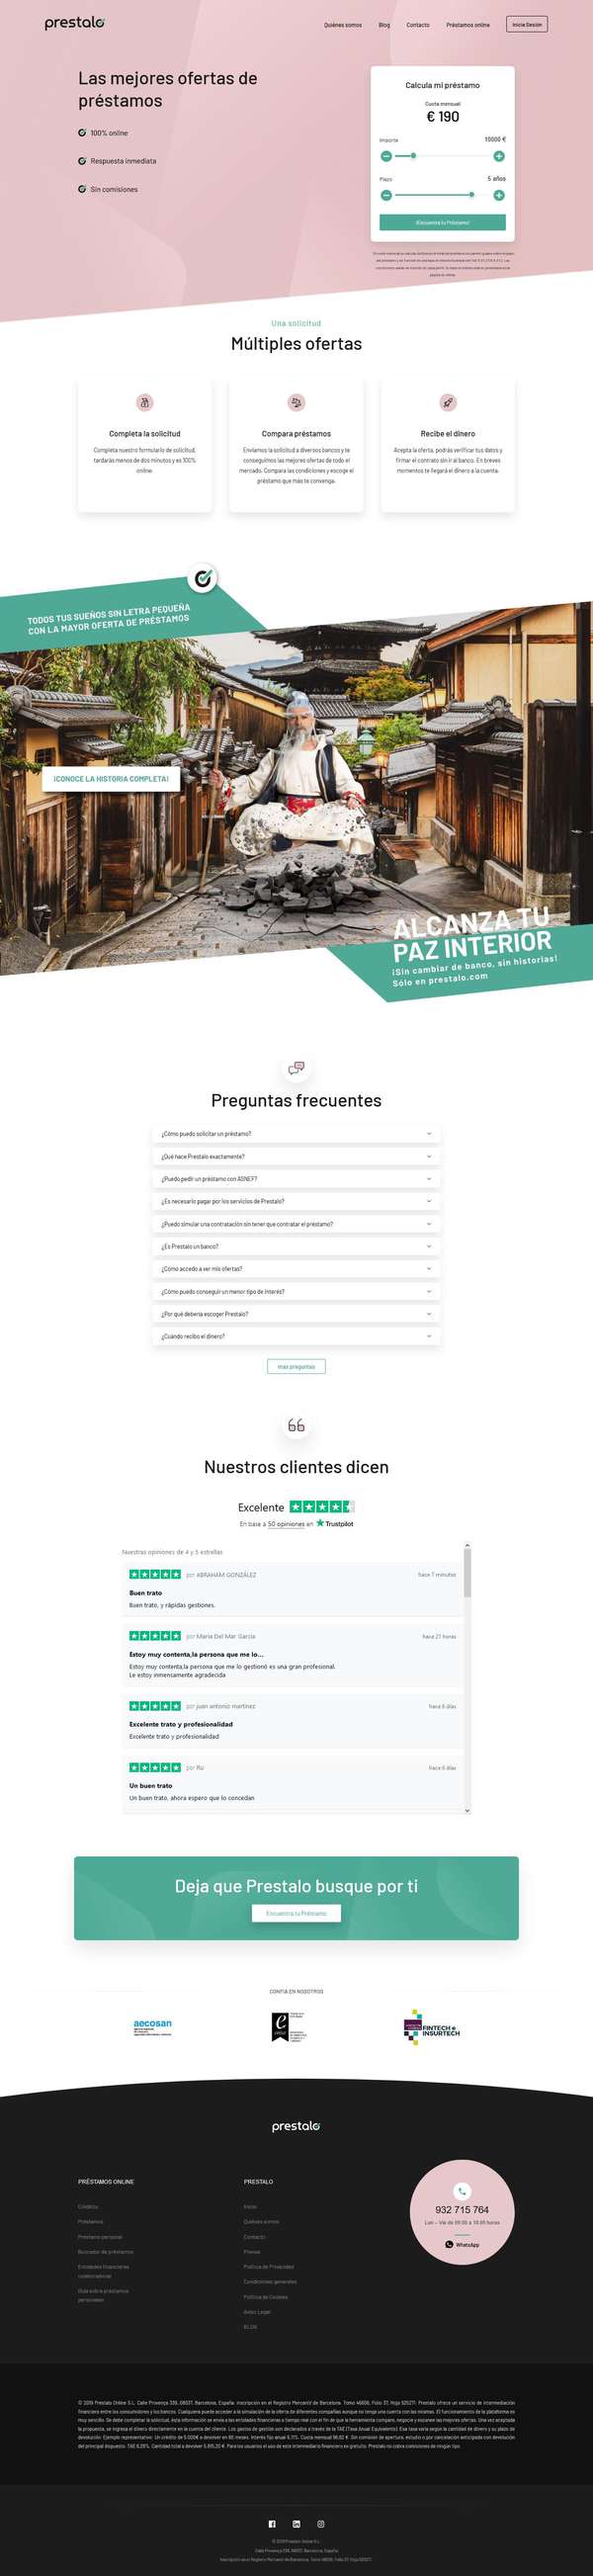 prestalo
Quiénes somos
Blog
Contacto
Préstamos online
Inicia Sesión
Las mejores ofertas de
préstamos
100% online
Respuesta inmediata
Sin comisiones
Calcula mi préstamo
Cuota mensual
€ 190
Importe
10000 €
Plazo
5 años
¡Encuentra tu Préstamo!
Una solicitud
Múltiples ofertas
Completa la solicitud
Completa nuestro formulario de solicitud,
tardarás menos de dos minutos y es 100%
online.
Compara préstamos
Enviamos la solicitud a diversos bancos y te
conseguimos las mejores ofertas de todo el
mercado. Compara las condiciones y escoge el
préstamo que más te convenga.
Recibe el dinero
Acepta la oferta, podrás verificar tus datos y
firmar el contrato sin ir al banco. En breves
momentos te llegará el dinero a la cuenta.
TODOS TUS SUEÑOS SIN LETRA PEQUEÑA
CON LA MAYOR OFERTA DE PRÉSTAMOS
¡CONOCE LA HISTORIA COMPLETA!
ALCANZA TU
PAZ INTERIOR
¡Sin cambiar de banco, sin historias!
Sólo en prestalo.com
Preguntas frecuentes
¿Cómo puedo solicitar un préstamo?
¿Qué hace Prestalo exactamente?
¿Puedo pedir un préstamo con ASNEF?
¿Es necesario pagar por los servicios de Prestalo?
¿Puedo simular una contratación sin tener que contratar el préstamo?
¿Es Prestalo un banco?
¿Cómo accedo a ver mis ofertas?
¿Cómo puedo conseguir un menor tipo de interés?
¿Por qué debería escoger Prestalo?
¿Cuándo recibo el dinero?
mas preguntas
Nuestros clientes dicen
Excelente
En base a 50 opiniones en Trustpilot
Nuestras opiniones de 4 y 5 estrellas
por ABRAHAM GONZÁLEZ
hace 7 minutos
Buen trato
Buen trato, y rápidas gestiones.
por Maria Del Mar Garcia
hace 21 horas
Estoy muy contenta,la persona que me lo...
Estoy muy contenta,la persona que me lo gestionó es una gran profesional.
Le estoy inmensamente agradecida
por juan antonio martinez
hace 6 días
Excelente trato y profesionalidad
Excelente trato y profesionalidad
por Ru
hace 6 días
Un buen trato
Un buen trato, ahora espero que lo concedan
Deja que Prestalo busque por ti
Encuentra tu Préstamo
CONFÍA EN NOSOTROS
aecosan
FINTECH e
INSURTECH
prestalo
PRÉSTAMOS ONLINE
Créditos
Préstamos
Préstamo personal
Buscador de préstamos
Entidades financieras
colaboradoras
Guía sobre préstamos
personales
PRESTALO
Inicio
Quiénes somos
Contacto
Prensa
Política de Privacidad
Condiciones generales
Política de Cookies
Aviso Legal
BLOG
932 715 764
Lun - Vie de 09:00 a 18:00 horas
WhatsApp
© 2019 Prestalo Online S.L.
Calle Provença 339, 08037, Barcelona, España